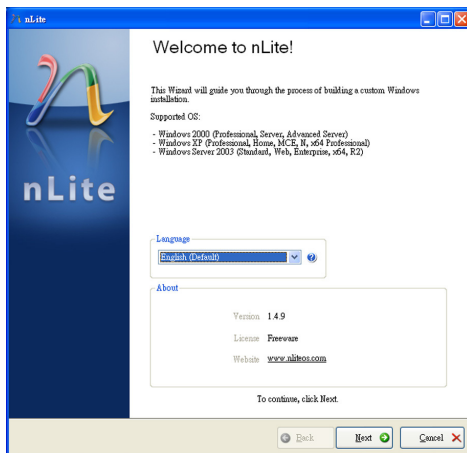 nLite
Welcome to nLite!
This Wizard will guide you through the process of building a custom Windows
installation.
Supported OS:
- Windows 2000 (Professional, Server, Advanced Server)
- Windows XP (Professional, Home, MCE, N, x64 Professional)
- Windows Server 2003 (Standard, Web, Enterprise, x64, R2)
nLite
Language
English (Default)
About
Version 1.4.9
License Freeware
Website www.nliteos.com
To continue, click Next.
Back Next Cancel